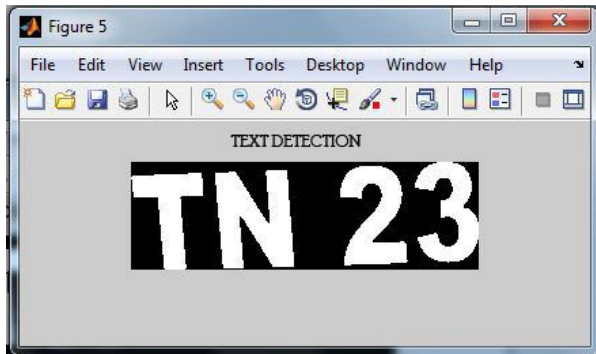 Figure 5
File Edit View Insert Tools Desktop Window Help
TEXT DETECTION
TN 23